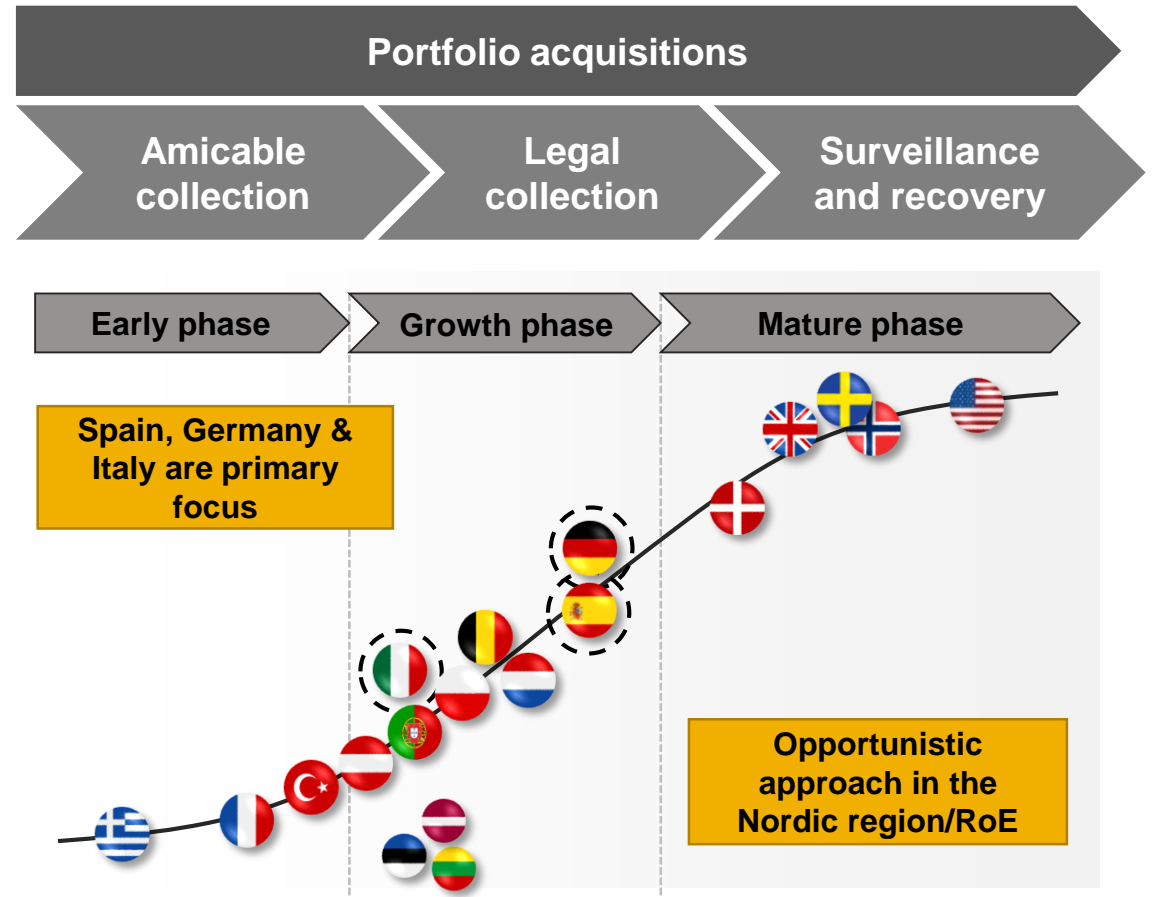 Portfolio acquisitions
Amicable
collection
Legal
collection
Surveillance
and recovery
Early phase
Growth phase
Mature phase
Spain, Germany &
Italy are primary
focus
Opportunistic
approach in the
Nordic region/RoE